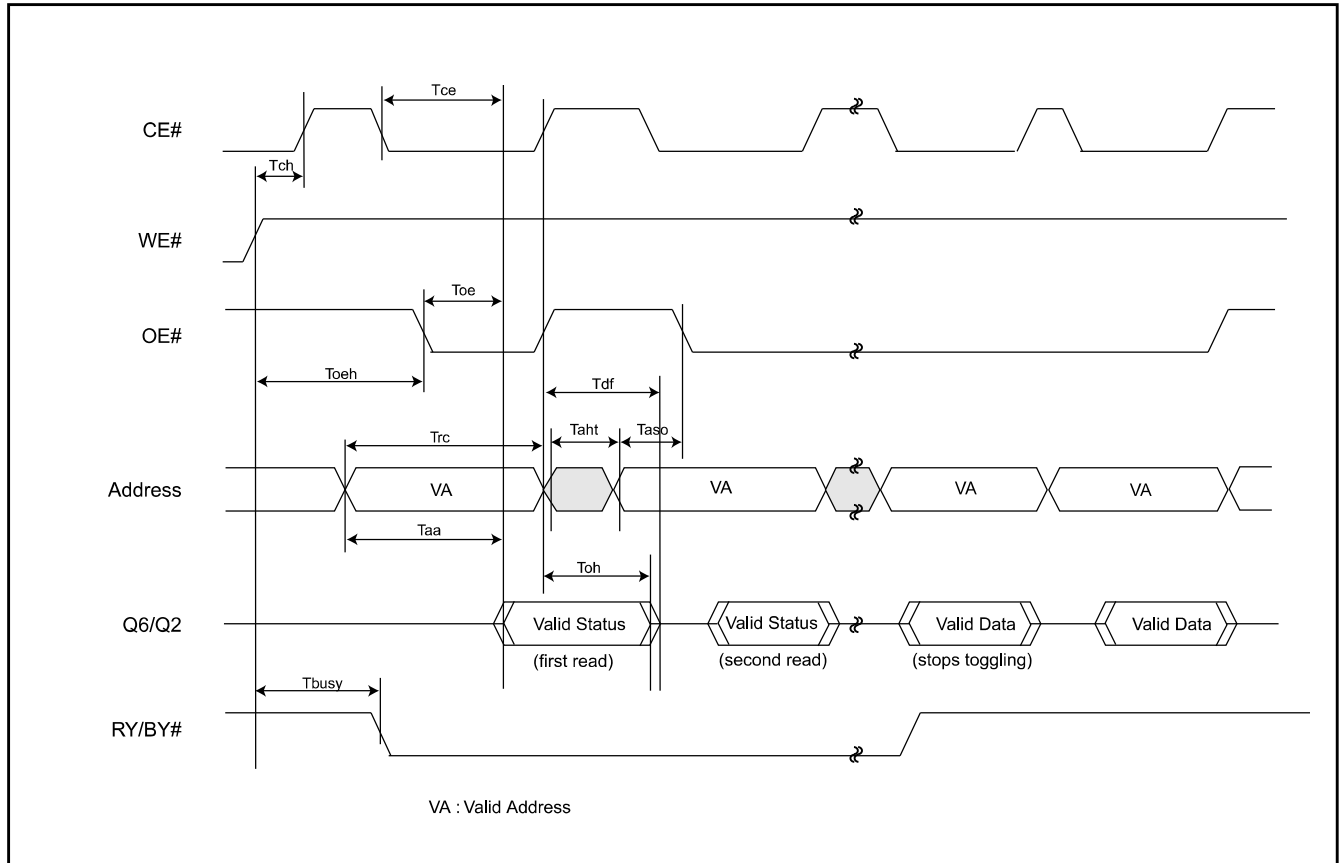 Tce
CE#
Tch
WE#
Toe
OE#
Toeh
Tdf
Trc
Taht
Taso
Address
VA
VA
VA
VA
Taa
Toh
Q6/Q2
Valid Status
Valid Status
Valid Data
Valid Data
(first read)
(second read)
(stops toggling)
Tbusy
RY/BY#
VA : Valid Address